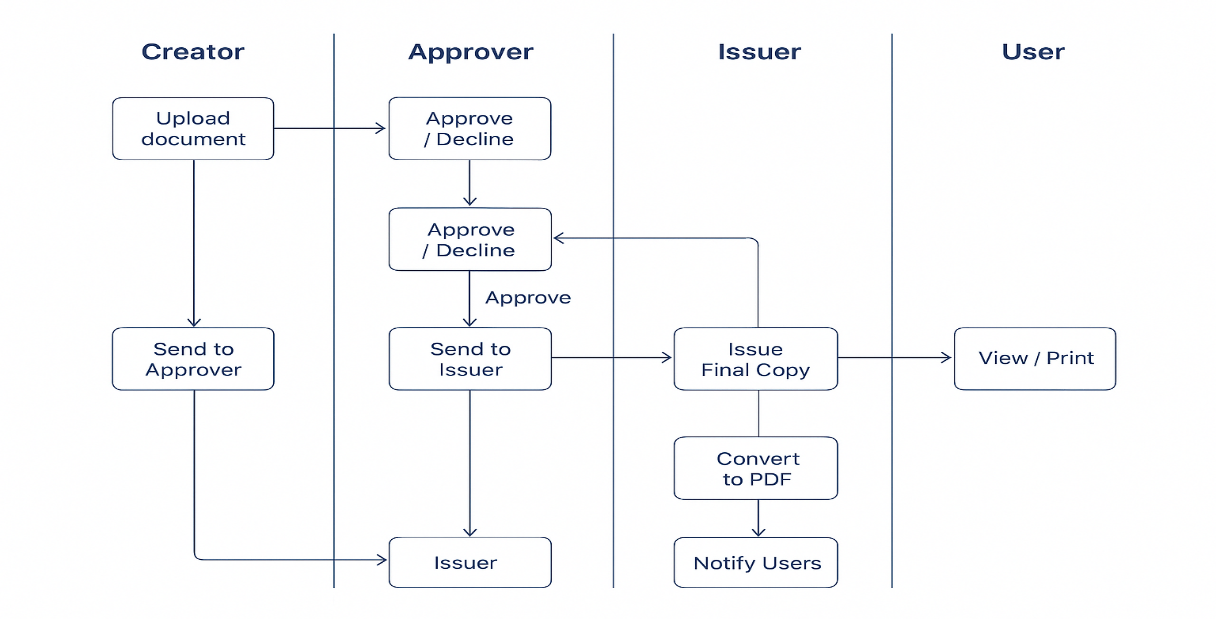 Creator
Approver
Issuer
User
Upload
document
Approve
/ Decline
Approve
/ Decline
Approve
Send to
Approver
Send to
Issuer
Issue
Final Copy
View / Print
Convert
to PDF
Issuer
Notify Users